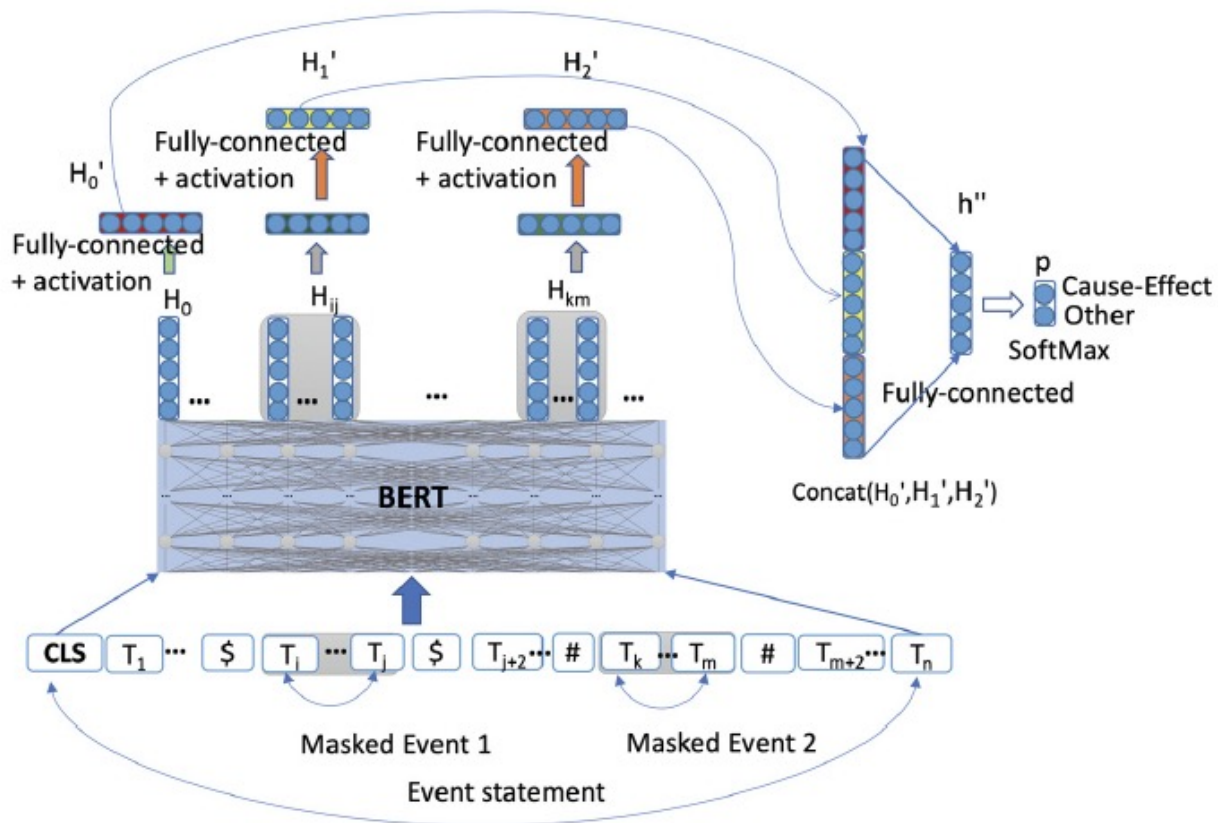 H₁'
H₂'
Fully-connected
+ activation
Fully-connected
+ activation
H₀'
h''
Fully-connected
+ activation
H₀
Hᵢⱼ
Hₖₘ
p
Cause-Effect
Other
SoftMax
... ... ... ... ...
Fully-connected
BERT
Concat(H₀',H₁',H₂')
CLS T₁ ... $ Tᵢ ... Tⱼ $ Tⱼ₊₂ ... # Tₖ ... Tₘ # Tₘ₊₂ ... Tₙ
Masked Event 1
Masked Event 2
Event statement